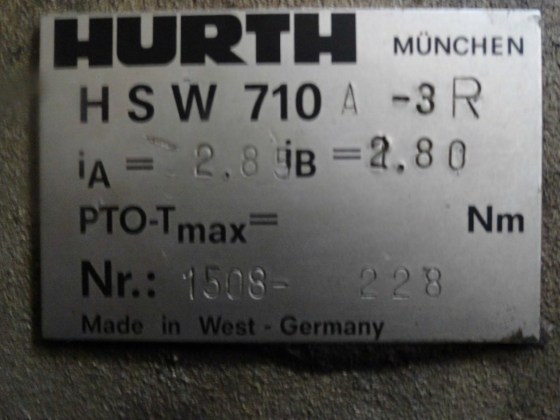 HURTH MÜNCHEN
HSW 710 A -3R
iA = 2.85 iB = 2.80
PTO-Tmax= Nm
Nr.: 1508- 228
Made in West - Germany